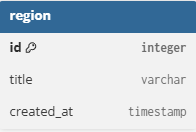 region
id integer
title varchar
created_at timestamp